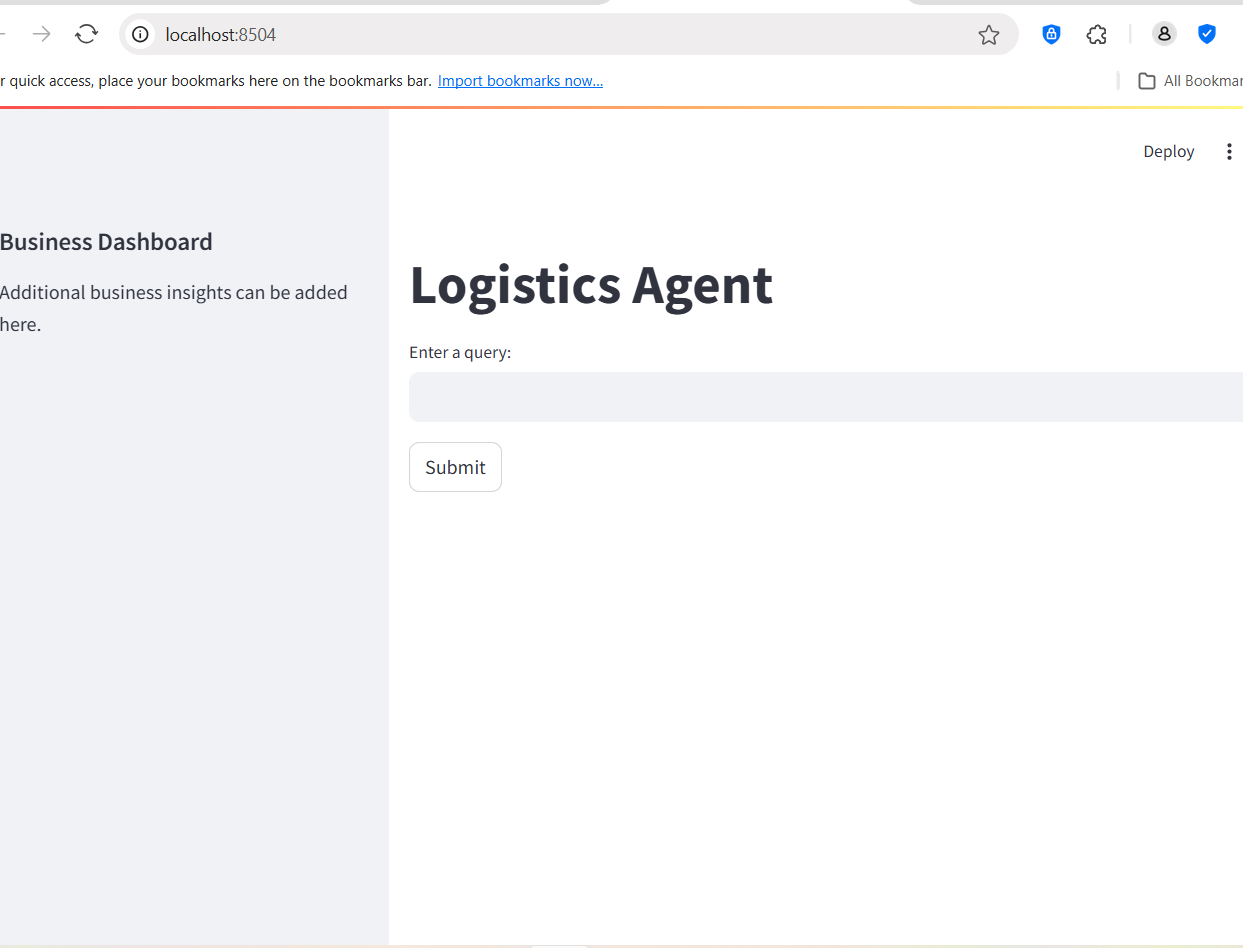 localhost:8504
quick access, place your bookmarks here on the bookmarks bar. Import bookmarks now...
All
Deploy
Business Dashboard
Additional business insights can be added
here.
Logistics Agent
Enter a query:
Submit